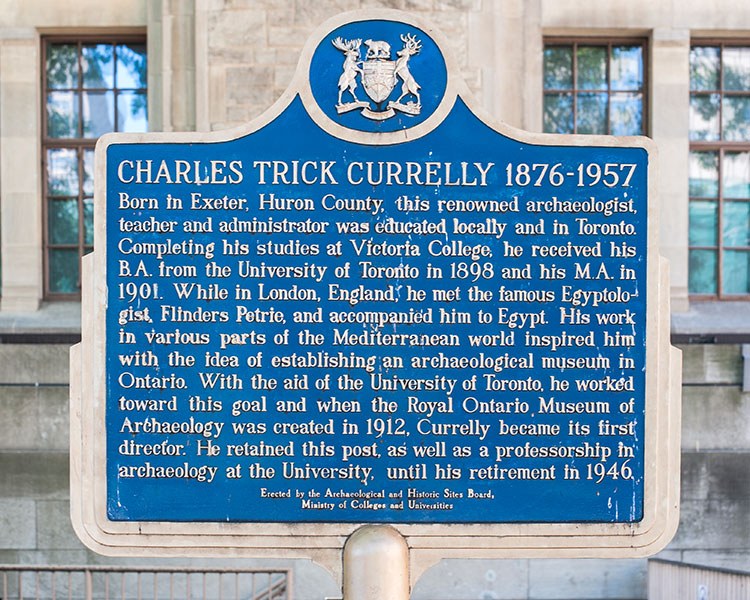 CHARLES TRICK CURRELLY 1876-1957
Born in Exeter, Huron County, this renowned archaeologist,
teacher and administrator was educated locally and in Toronto.
Completing his studies at Victoria College, he received his
B.A. from the University of Toronto in 1898 and his M.A. in
1901. While in London, England, he met the famous Egyptolo-
gist, Flinders Petrie, and accompanied him to Egypt. His work
in various parts of the Mediterranean world inspired him
with the idea of establishing an archaeological museum in
Ontario. With the aid of the University of Toronto, he worked
toward this goal and when the Royal Ontario Museum of
Archaeology was created in 1912, Currelly became its first
director. He retained this post, as well as a professorship in
archaeology at the University, until his retirement in 1946.
Erected by the Archaeological and Historic Sites Board,
Ministry of Colleges and Universities